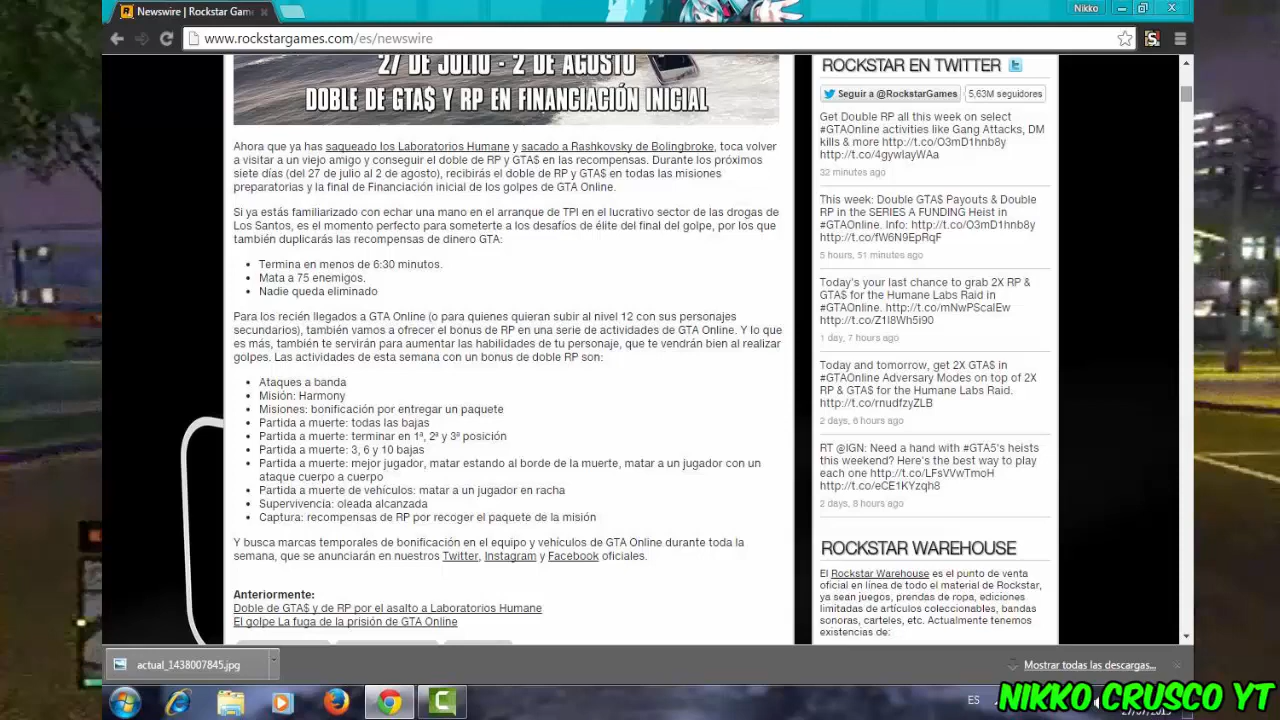 Newswire | Rockstar Gam
Nikko
www.rockstargames.com/es/newswire
27 DE JULIO - 2 DE AGOSTO
DOBLE DE GTA$ Y RP EN FINANCIACIÓN INICIAL
Ahora que ya has saqueado los Laboratorios Humane y sacado a Rashkovsky de Bolingbroke, toca volver
a visitar a un viejo amigo y conseguir el doble de RP y GTA$ en las recompensas. Durante los próximos
siete días (del 27 de julio al 2 de agosto), recibirás el doble de RP y GTA$ en todas las misiones
preparatorias y la final de Financiación inicial de los golpes de GTA Online.
Si ya estás familiarizado con echar una mano en el arranque de TPI en el lucrativo sector de las drogas de
Los Santos, es el momento perfecto para someterte a los desafíos de élite del final del golpe, por los que
también duplicarás las recompensas de dinero GTA:
• Termina en menos de 6:30 minutos.
• Mata a 75 enemigos.
• Nadie queda eliminado
Para los recién llegados a GTA Online (o para quienes quieran subir al nivel 12 con sus personajes
secundarios), también vamos a ofrecer el bonus de RP en una serie de actividades de GTA Online. Y lo que
es más, también te servirán para aumentar las habilidades de tu personaje, que te vendrán bien al realizar
golpes. Las actividades de esta semana con un bonus de doble RP son:
• Ataques a banda
• Misión: Harmony
• Misiones: bonificación por entregar un paquete
• Partida a muerte: todas las bajas
• Partida a muerte: terminar en 1ª, 2ª y 3ª posición
• Partida a muerte: 3, 6 y 10 bajas
• Partida a muerte: mejor jugador, matar estando al borde de la muerte, matar a un jugador con un
ataque cuerpo a cuerpo
• Partida a muerte de vehículos: matar a un jugador en racha
• Supervivencia: oleada alcanzada
• Captura: recompensas de RP por recoger el paquete de la misión
Y busca marcas temporales de bonificación en el equipo y vehículos de GTA Online durante toda la
semana, que se anunciarán en nuestros Twitter, Instagram y Facebook oficiales.
Anteriormente:
Doble de GTA$ y de RP por el asalto a Laboratorios Humane
El golpe La fuga de la prisión de GTA Online
ROCKSTAR EN TWITTER
Seguir a @RockstarGames 5,63M seguidores
Get Double RP all this week on select
#GTAOnline activities like Gang Attacks, DM
kills & more http://t.co/O3mD1hnb8y
http://t.co/4gywIayWAa
32 minutes ago
This week: Double GTA$ Payouts & Double
RP in the SERIES A FUNDING Heist in
#GTAOnline. Info: http://t.co/O3mD1hnb8y
http://t.co/fW6N9EpRqF
5 hours, 51 minutes ago
Today's your last chance to grab 2X RP &
GTA$ for the Humane Labs Raid in
#GTAOnline. http://t.co/mNwPScalEw
http://t.co/Z1I8Wh5i90
1 day, 7 hours ago
Today and tomorrow, get 2X GTA$ in
#GTAOnline Adversary Modes on top of 2X
RP & GTA$ for the Humane Labs Raid.
http://t.co/rnudfzyZLB
2 days, 6 hours ago
RT @IGN: Need a hand with #GTA5's heists
this weekend? Here's the best way to play
each one http://t.co/LFsVVwTmoH
http://t.co/eCE1KYzqh8
2 days, 8 hours ago
ROCKSTAR WAREHOUSE
El Rockstar Warehouse es el punto de venta
oficial en línea de todo el material de Rockstar,
ya sean juegos, prendas de ropa, ediciones
limitadas de artículos coleccionables, bandas
sonoras, carteles, etc. Actualmente tenemos
existencias de:
actual_1438007845.jpg
Mostrar todas las descargas...
ES
NIKKO CRUSCO YT